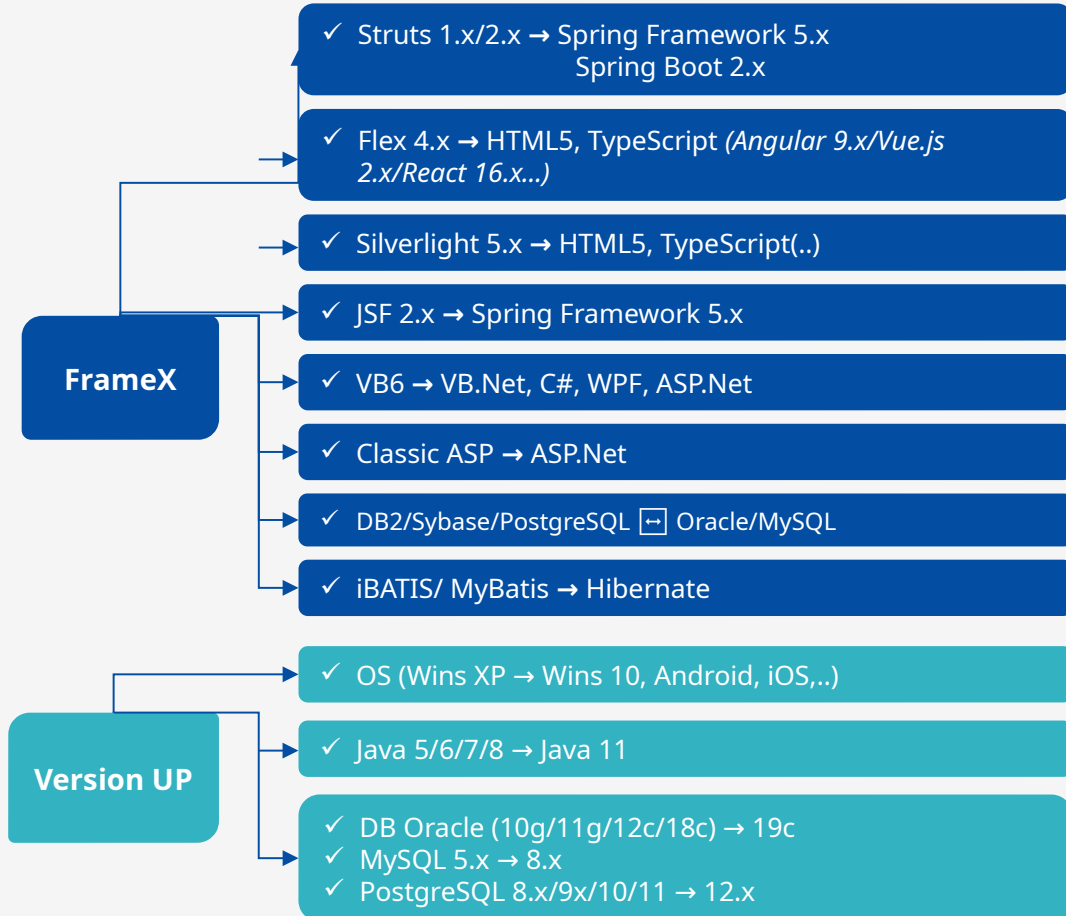 ✓ Struts 1.x/2.x → Spring Framework 5.x
Spring Boot 2.x
✓ Flex 4.x → HTML5, TypeScript (Angular 9.x/Vue.js
2.x/React 16.x...)
✓ Silverlight 5.x → HTML5, TypeScript(..)
✓ JSF 2.x → Spring Framework 5.x
FrameX
✓ VB6 → VB.Net, C#, WPF, ASP.Net
✓ Classic ASP → ASP.Net
✓ DB2/Sybase/PostgreSQL ↔ Oracle/MySQL
✓ iBATIS/ MyBatis → Hibernate
✓ OS (Wins XP → Wins 10, Android, iOS,..)
✓ Java 5/6/7/8 → Java 11
Version UP
✓ DB Oracle (10g/11g/12c/18c) → 19c
✓ MySQL 5.x → 8.x
✓ PostgreSQL 8.x/9x/10/11 → 12.x